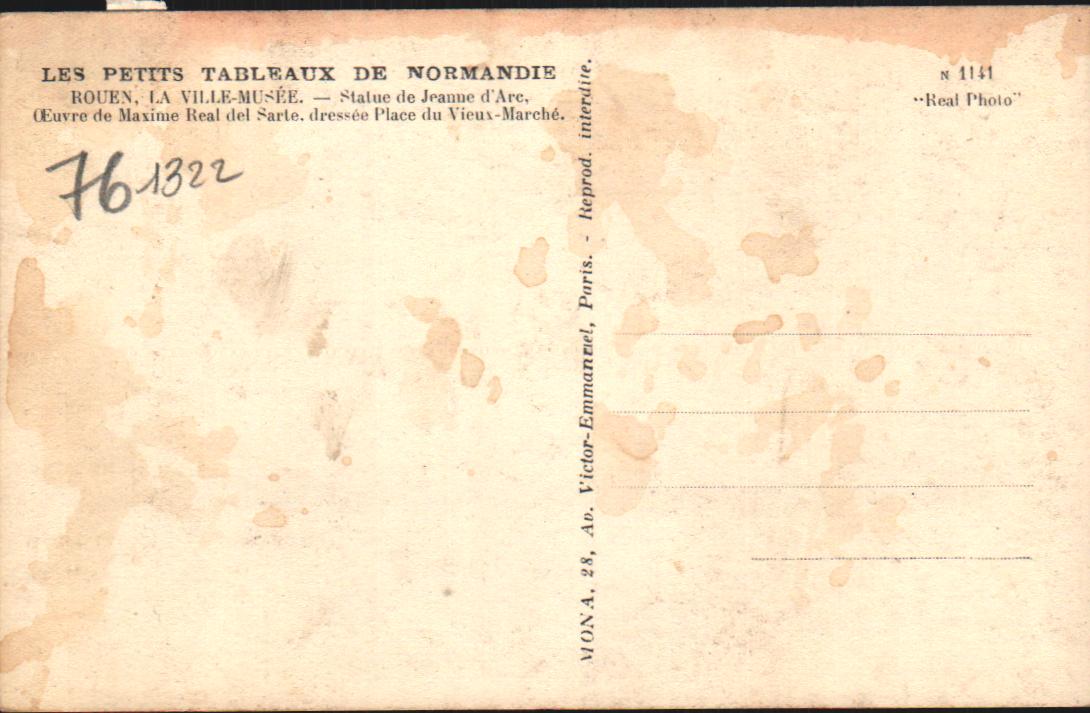 LES PETITS TABLEAUX DE NORMANDIE
ROUEN, LA VILLE-MUSÉE. — Statue de Jeanne d'Arc,
Œuvre de Maxime Real del Sarte. dressée Place du Vieux-Marché.
76 1322
MONA, 28, Av. Victor-Emmanuel, Paris. - Reprod. interdite.
N 1141
“Real Photo”